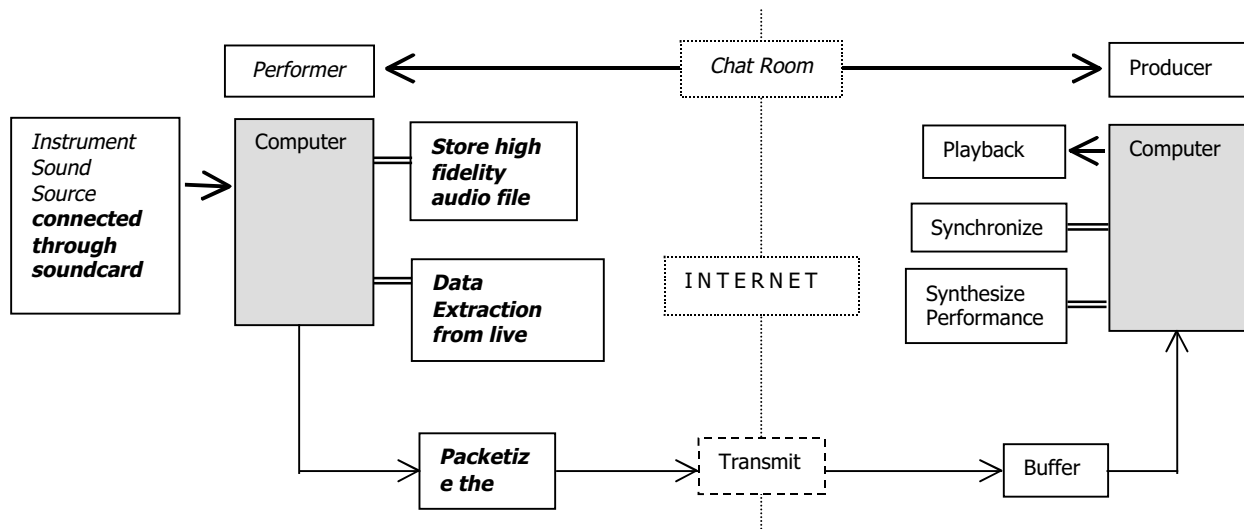 Performer
Chat Room
Producer
Instrument
Sound
Source
connected
through
soundcard
Computer
Store high
fidelity
audio file
Data
Extraction
from live
INTERNET
Playback
Synchronize
Synthesize
Performance
Computer
Packetiz
e the
Transmit
Buffer